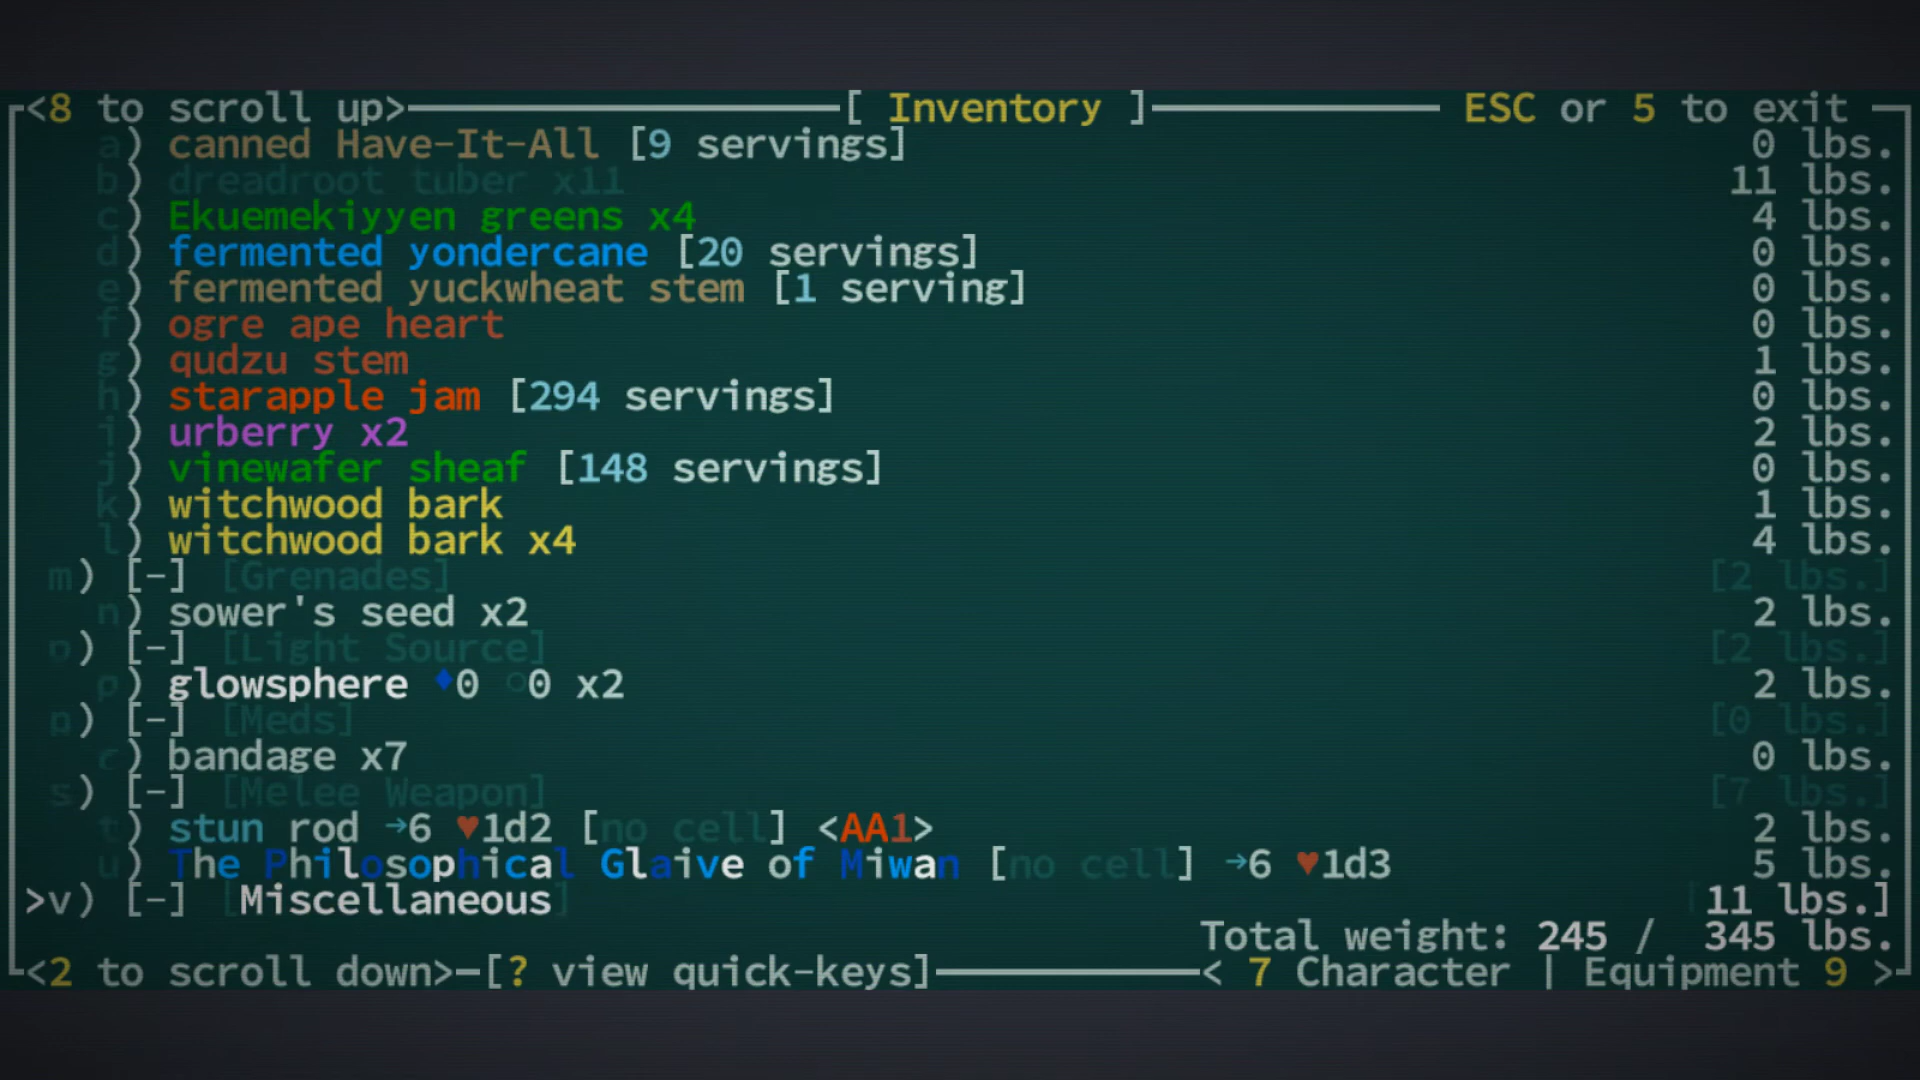 <8 to scroll up> [ Inventory ] ESC or 5 to exit
a) canned Have-It-All [9 servings] 0 lbs.
b) dreadroot tuber x11 11 lbs.
c) Ekuemekiyyen greens x4 4 lbs.
d) fermented yondercane [20 servings] 0 lbs.
e) fermented yuckwheat stem [1 serving] 0 lbs.
f) ogre ape heart 0 lbs.
g) qudzu stem 1 lbs.
h) starapple jam [294 servings] 0 lbs.
i) urberry x2 2 lbs.
j) vinewafer sheaf [148 servings] 0 lbs.
k) witchwood bark 1 lbs.
l) witchwood bark x4 4 lbs.
m) [-] [Grenades] [2 lbs.]
n) sower's seed x2 2 lbs.
o) [-] [Light Source] [2 lbs.]
p) glowsphere ♦0 ○0 x2 2 lbs.
q) [-] [Meds] [0 lbs.]
r) bandage x7 0 lbs.
s) [-] [Melee Weapon] [7 lbs.]
t) stun rod →6 ♥1d2 [no cell] <AA1> 2 lbs.
u) The Philosophical Glaive of Miwan [no cell] →6 ♥1d3 5 lbs.
>v) [-] [Miscellaneous] [11 lbs.]
Total weight: 245 / 345 lbs.
<2 to scroll down> [? view quick-keys] < 7 Character | Equipment 9 >